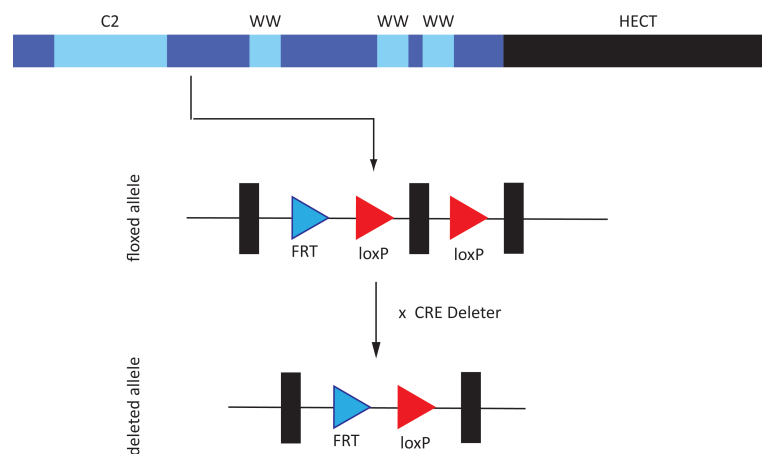 C2 WW WW WW HECT
floxed allele
FRT loxP loxP
x CRE Deleter
deleted allele
FRT loxP